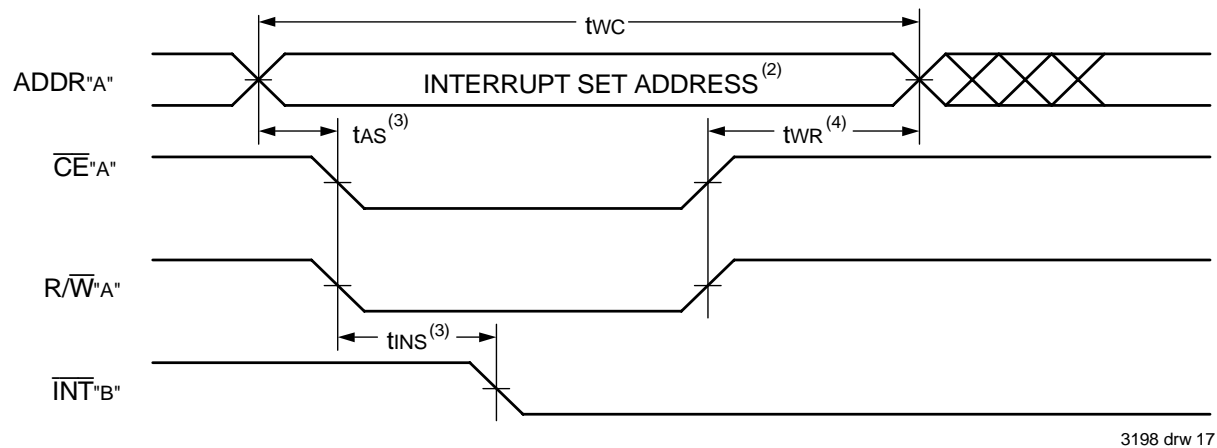 tWC
ADDR"A"
INTERRUPT SET ADDRESS(2)
tAS(3)
tWR(4)
CE"A"
R/W"A"
tINS(3)
INT"B"
3198 drw 17